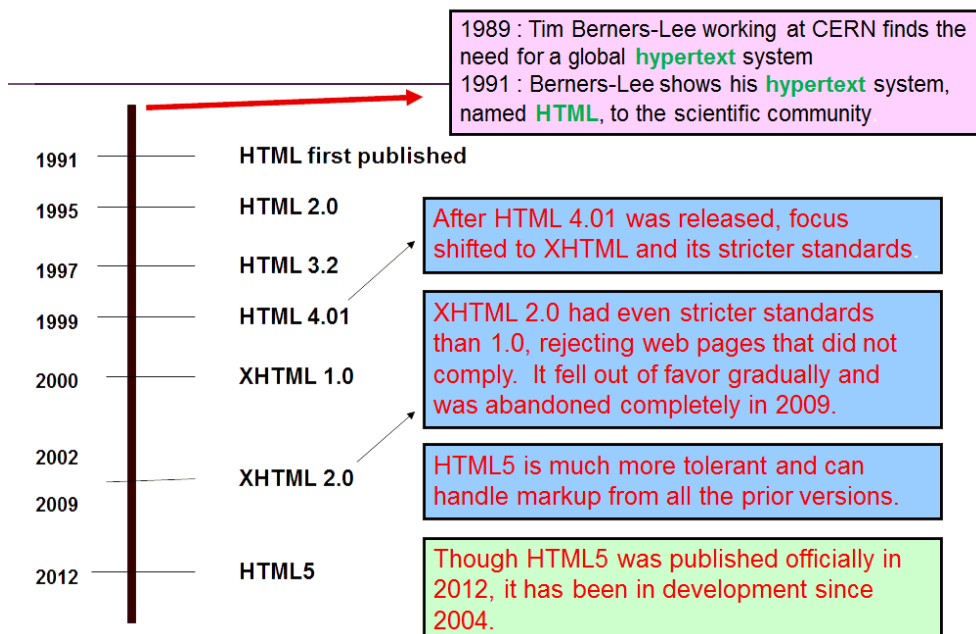 1989 : Tim Berners-Lee working at CERN finds the
need for a global hypertext system
1991 : Berners-Lee shows his hypertext system,
named HTML, to the scientific community
1991
HTML first published
1995
HTML 2.0
After HTML 4.01 was released, focus
shifted to XHTML and its stricter standards.
1997
HTML 3.2
1999
HTML 4.01
XHTML 2.0 had even stricter standards
than 1.0, rejecting web pages that did not
comply. It fell out of favor gradually and
was abandoned completely in 2009.
2000
XHTML 1.0
2002
2009
XHTML 2.0
HTML5 is much more tolerant and can
handle markup from all the prior versions.
2012
HTML5
Though HTML5 was published officially in
2012, it has been in development since
2004.